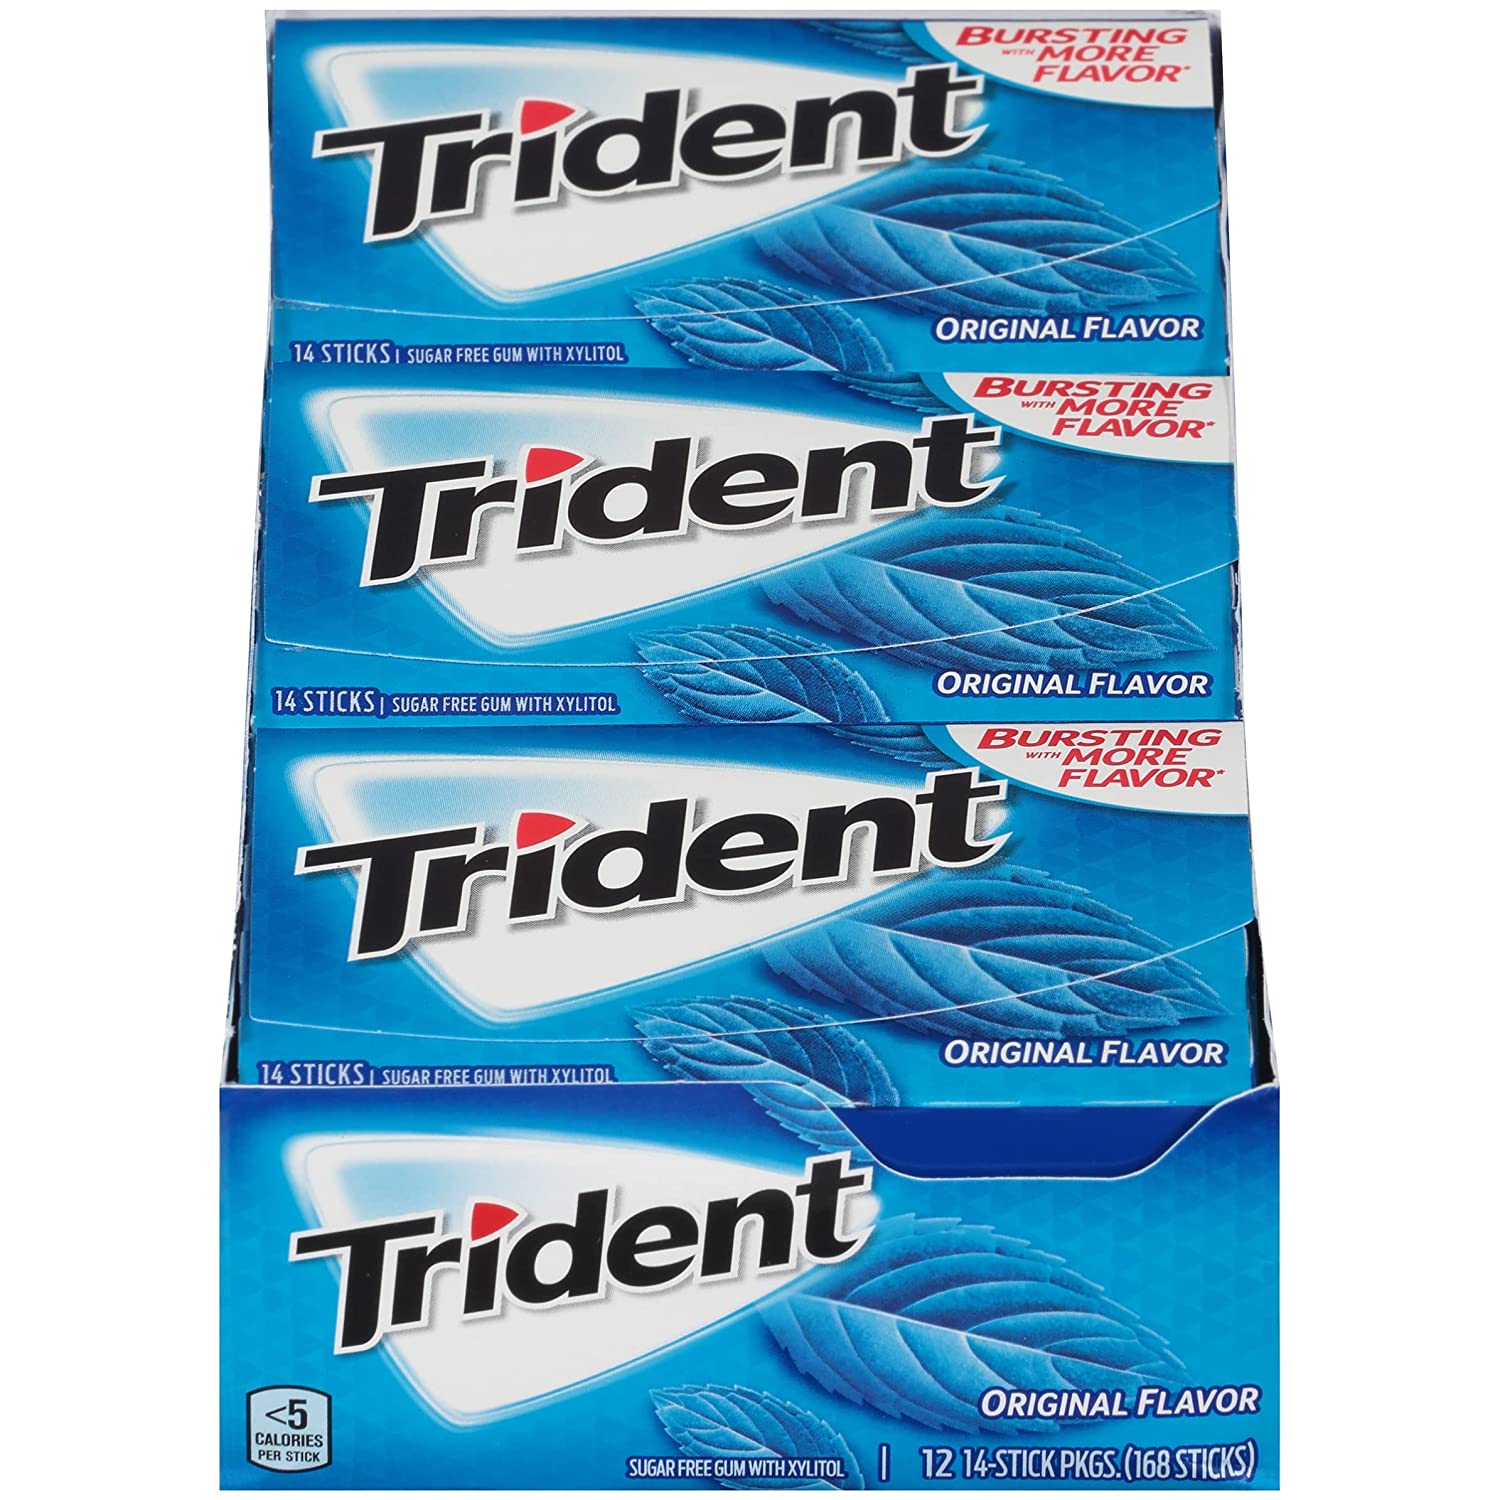 BURSTING
WITH MORE
FLAVOR*
Trident
ORIGINAL FLAVOR
14 STICKS | SUGAR FREE GUM WITH XYLITOL
BURSTING
WITH MORE
FLAVOR*
Trident
ORIGINAL FLAVOR
14 STICKS | SUGAR FREE GUM WITH XYLITOL
BURSTING
WITH MORE
FLAVOR*
Trident
ORIGINAL FLAVOR
14 STICKS | SUGAR FREE GUM WITH XYLITOL
Trident
ORIGINAL FLAVOR
<5
CALORIES
PER STICK
SUGAR FREE GUM WITH XYLITOL | 12 14-STICK PKGS. (168 STICKS)